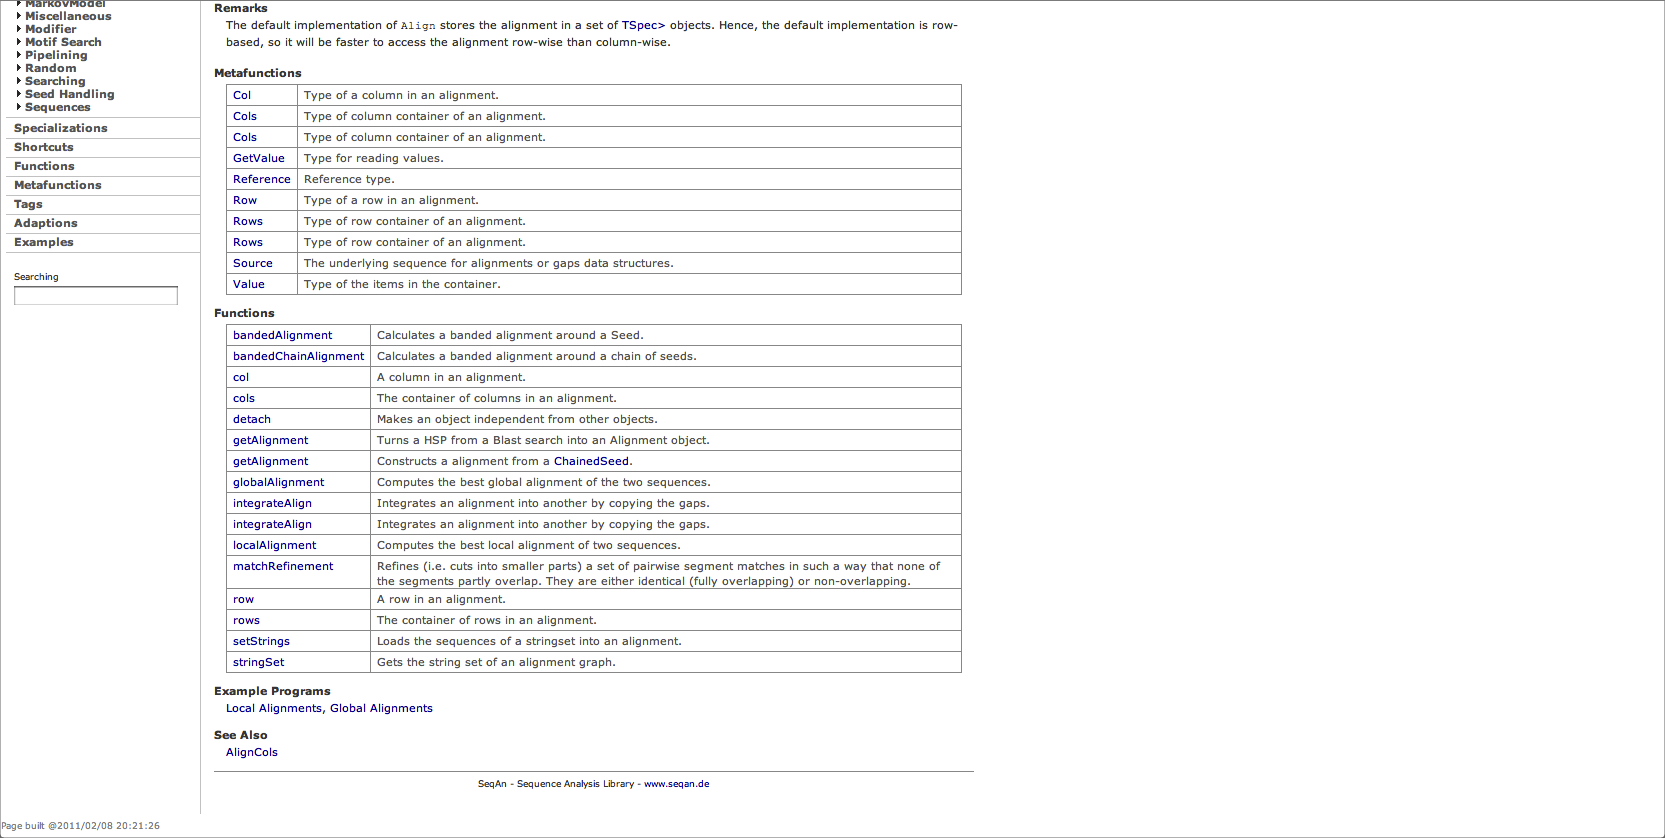 MarkovModel
Miscellaneous
Modifier
Motif Search
Pipelining
Random
Searching
Seed Handling
Sequences
Specializations
Shortcuts
Functions
Metafunctions
Tags
Adaptions
Examples
Searching
Remarks
The default implementation of Align stores the alignment in a set of TSpec> objects. Hence, the default implementation is row-
based, so it will be faster to access the alignment row-wise than column-wise.
Metafunctions
Col Type of a column in an alignment.
Cols Type of column container of an alignment.
Cols Type of column container of an alignment.
GetValue Type for reading values.
Reference Reference type.
Row Type of a row in an alignment.
Rows Type of row container of an alignment.
Rows Type of row container of an alignment.
Source The underlying sequence for alignments or gaps data structures.
Value Type of the items in the container.
Functions
bandedAlignment Calculates a banded alignment around a Seed.
bandedChainAlignment Calculates a banded alignment around a chain of seeds.
col A column in an alignment.
cols The container of columns in an alignment.
detach Makes an object independent from other objects.
getAlignment Turns a HSP from a Blast search into an Alignment object.
getAlignment Constructs a alignment from a ChainedSeed.
globalAlignment Computes the best global alignment of the two sequences.
integrateAlign Integrates an alignment into another by copying the gaps.
integrateAlign Integrates an alignment into another by copying the gaps.
localAlignment Computes the best local alignment of two sequences.
matchRefinement Refines (i.e. cuts into smaller parts) a set of pairwise segment matches in such a way that none of
the segments partly overlap. They are either identical (fully overlapping) or non-overlapping.
row A row in an alignment.
rows The container of rows in an alignment.
setStrings Loads the sequences of a stringset into an alignment.
stringSet Gets the string set of an alignment graph.
Example Programs
Local Alignments, Global Alignments
See Also
AlignCols
SeqAn - Sequence Analysis Library - www.seqan.de
Page built @2011/02/08 20:21:26